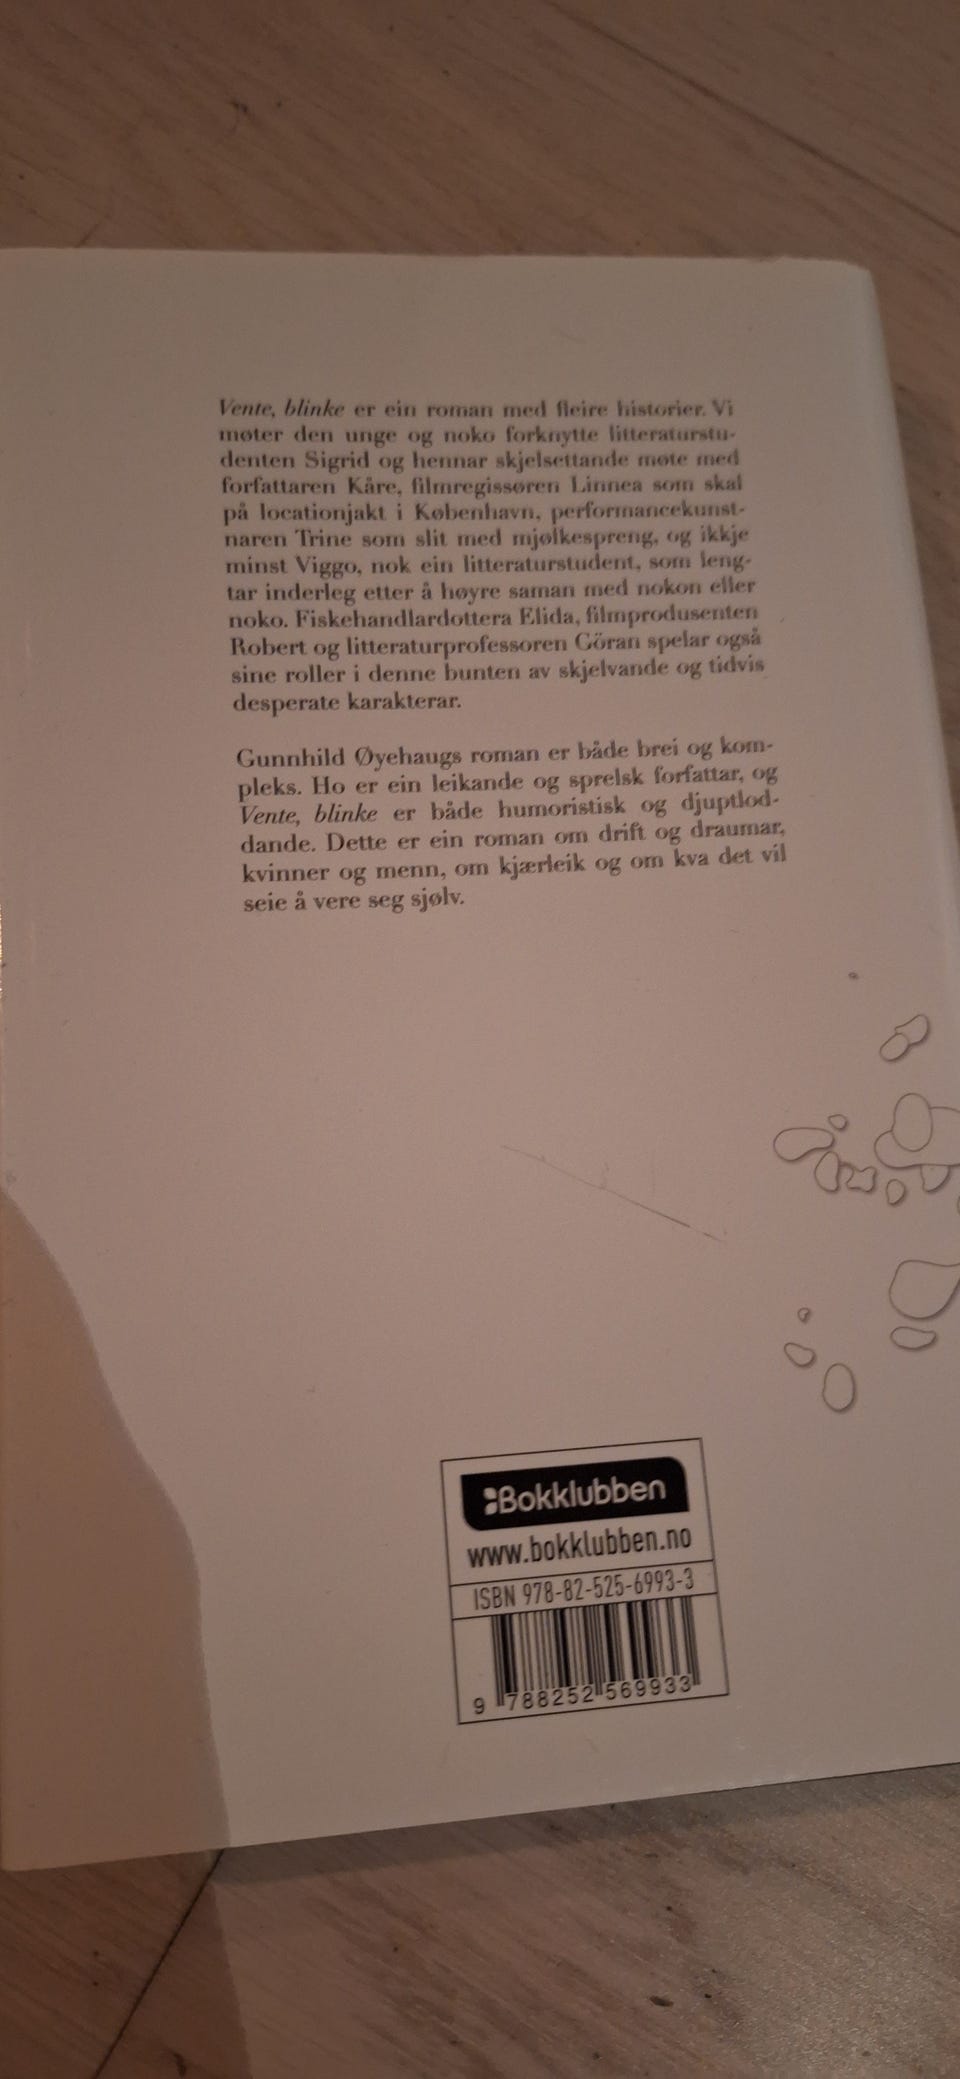 Vente, blinke er ein roman med fleire historier. Vi
møter den unge og noko forknytte litteraturstu-
denten Sigrid og hennar skjelsettande møte med
forfattaren Kåre, filmregissøren Linnea som skal
på locationjakt i København, performancekunst-
naren Trine som slit med mjølkespreng, og ikkje
minst Viggo, nok ein litteraturstudent, som leng-
tar inderleg etter å høyre saman med nokon eller
noko. Fiskehandlardottera Elida, filmprodusenten
Robert og litteraturprofessoren Göran spelar også
sine roller i denne bunten av skjelvande og tidvis
desperate karakterar.
Gunnhild Øyehaugs roman er både brei og kom-
pleks. Ho er ein leikande og sprelsk forfattar, og
Vente, blinke er både humoristisk og djuptlod-
dande. Dette er ein roman om drift og draumar,
kvinner og menn, om kjærleik og om kva det vil
seie å vere seg sjølv.
Bokklubben
www.bokklubben.no
ISBN 978-82-525-6993-3
9 788252 569933